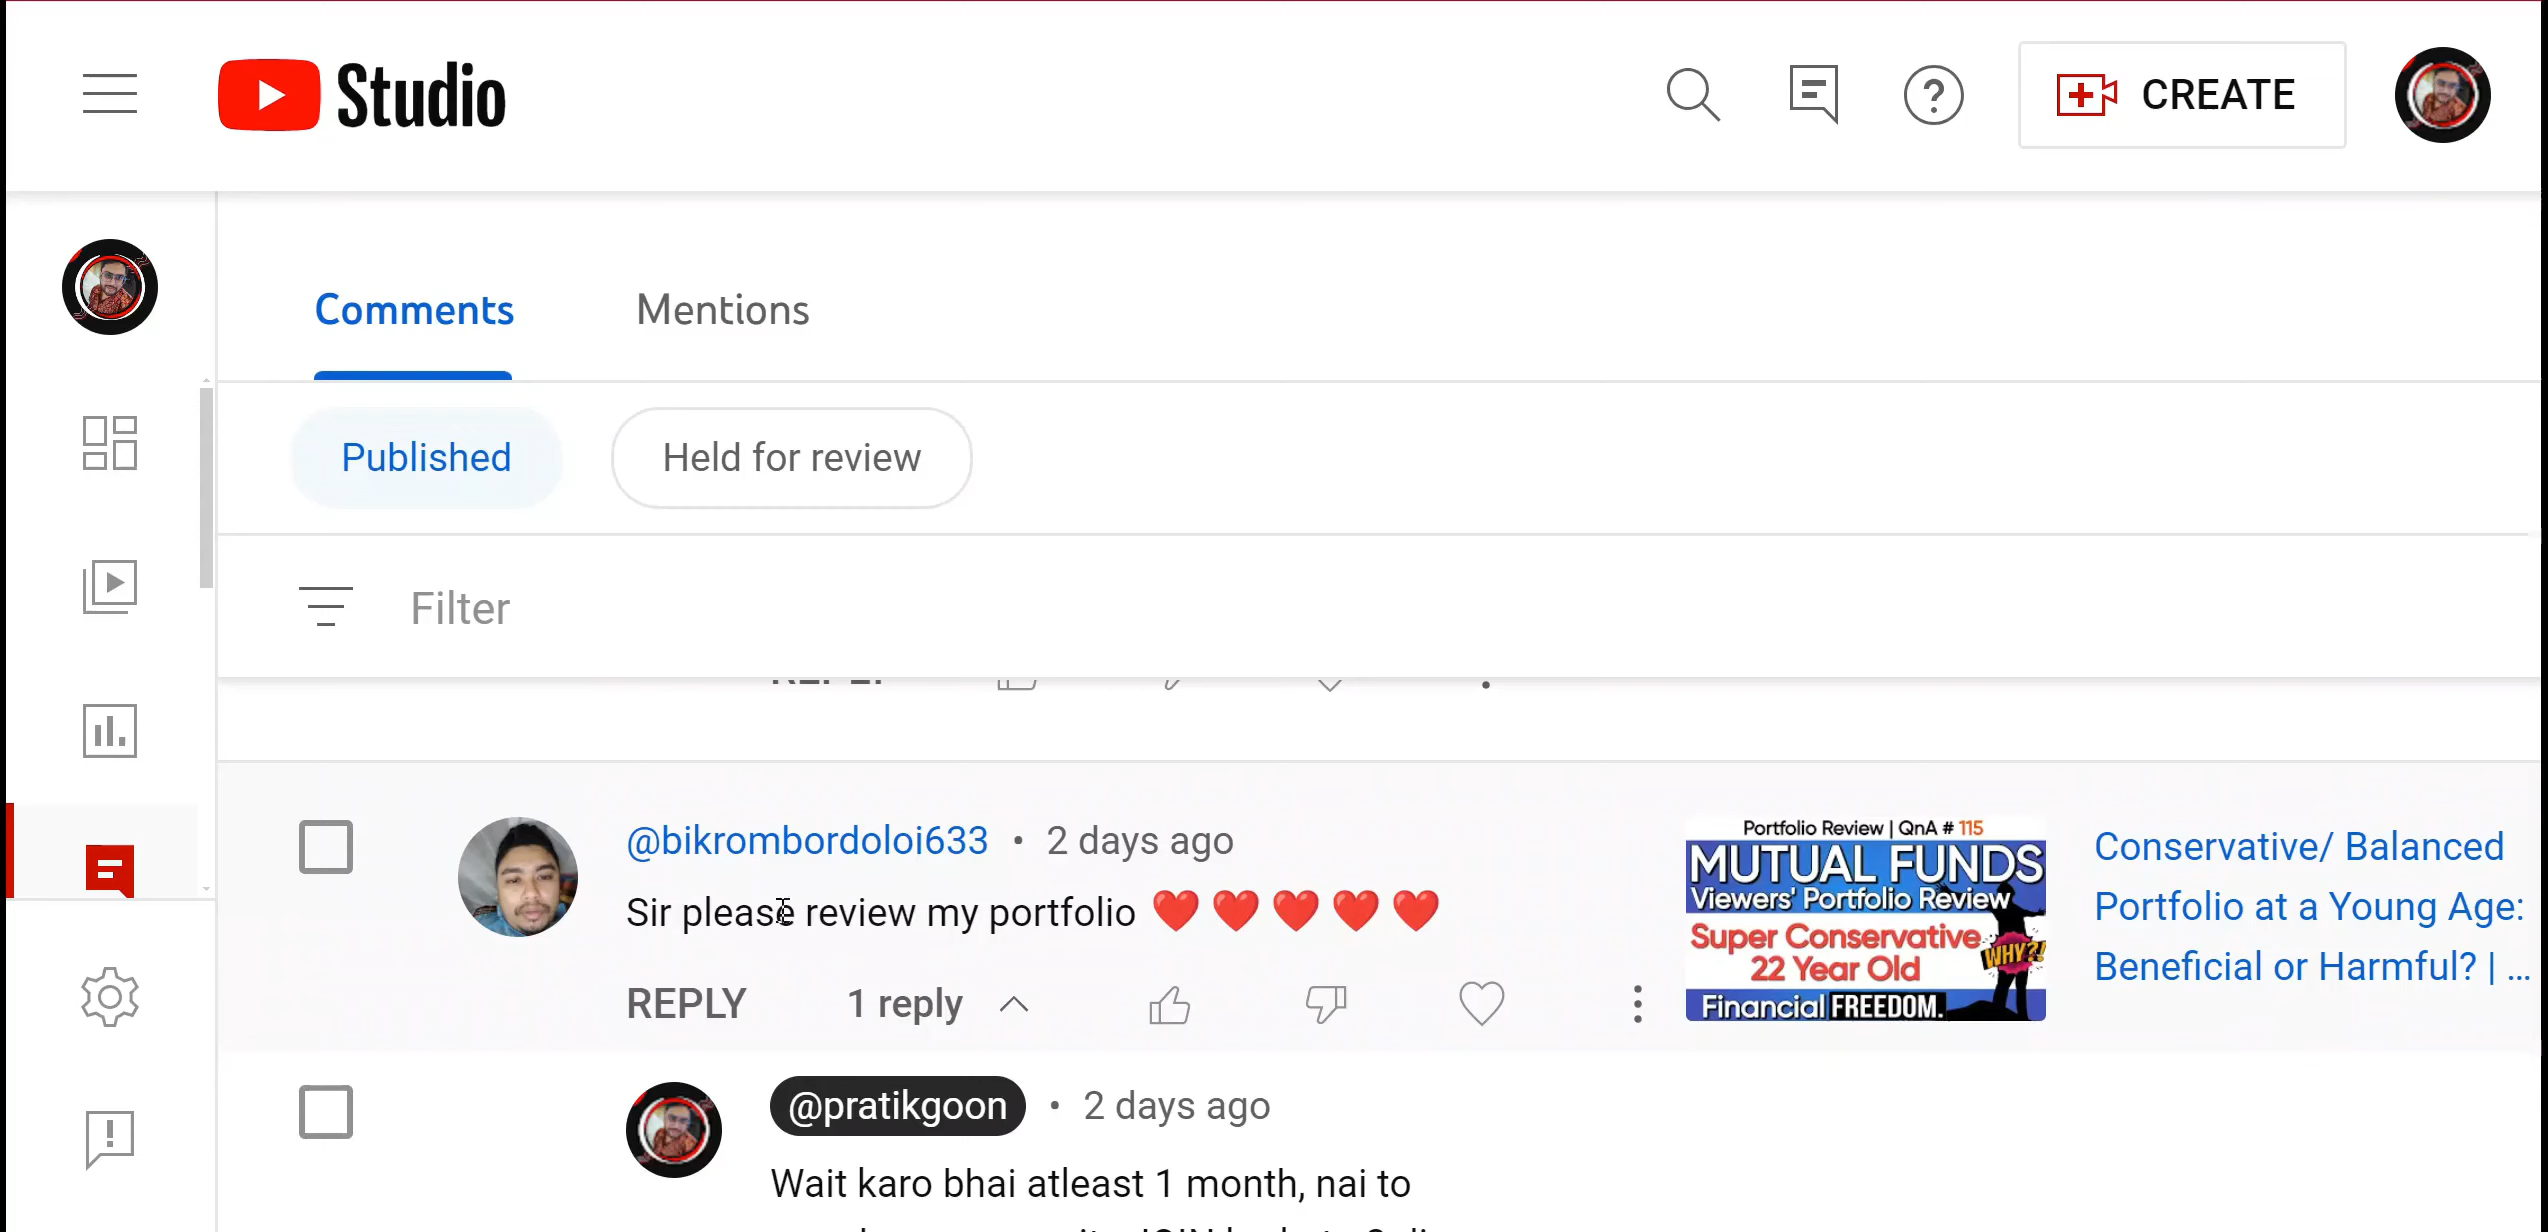 Studio
CREATE
Comments
Mentions
Published
Held for review
Filter
@bikrombordoloi633 • 2 days ago
Sir please review my portfolio ❤️❤️❤️❤️❤️
REPLY
1 reply
Portfolio Review | QnA # 115
MUTUAL FUNDS
Viewers' Portfolio Review
Super Conservative
22 Year Old
WHY?!
Financial FREEDOM.
Conservative/ Balanced
Portfolio at a Young Age:
Beneficial or Harmful? | ...
@pratikgoon • 2 days ago
Wait karo bhai atleast 1 month, nai to